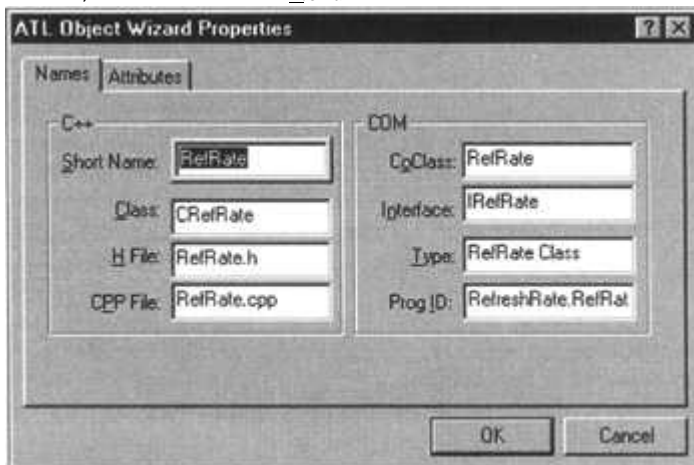 ATL Object Wizard Properties
Names Attributes
C++
Short Name: RefRate
Class: CRefRate
H File: RefRate.h
CPP File: RefRate.cpp
COM
CoClass: RefRate
Interface: IRefRate
Type: RefRate Class
Prog ID: RefreshRate.RefRat
OK Cancel